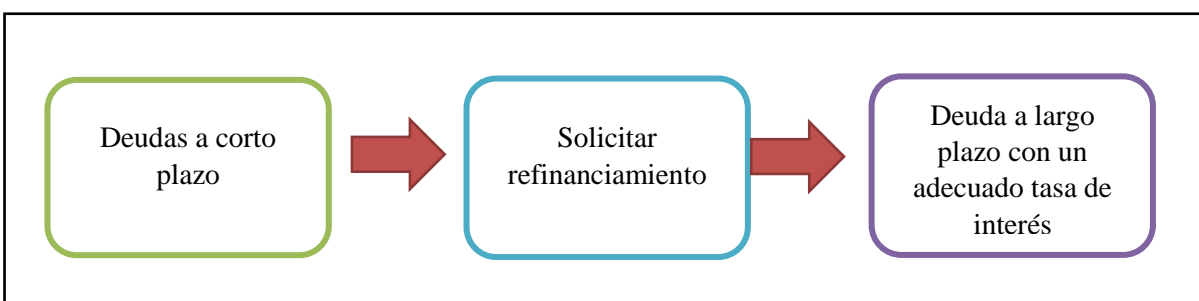 Deudas a corto
plazo
Solicitar
refinanciamiento
Deuda a largo
plazo con un
adecuado tasa de
interés